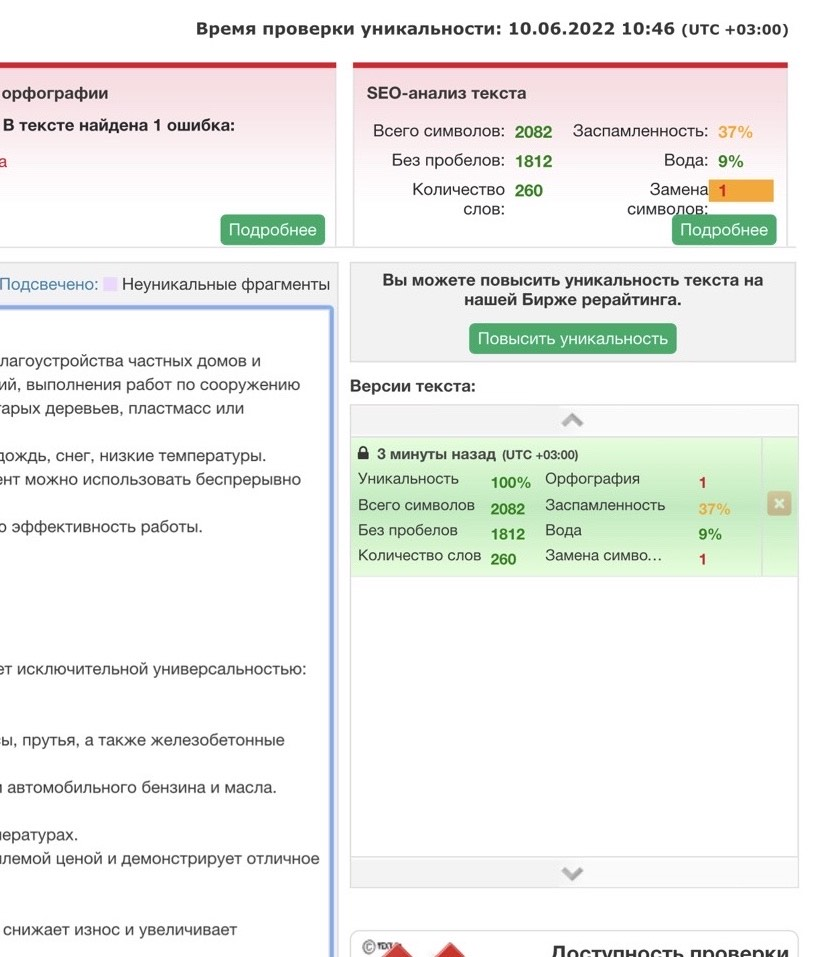 Время проверки уникальности: 10.06.2022 10:46 (UTC +03:00)
орфографии
В тексте найдена 1 ошибка:
а
Подробнее
SEO-анализ текста
Всего символов: 2082 Заспамленность: 37%
Без пробелов: 1812 Вода: 9%
Количество слов: 260 Замена символов: 1
Подробнее
Подсвечено: Неуникальные фрагменты
лагоустройства частных домов и
ий, выполнения работ по сооружению
тарых деревьев, пластмасс или
дождь, снег, низкие температуры.
ент можно использовать беспрерывно
ю эффективность работы.
ет исключительной универсальностью:
ы, прутья, а также железобетонные
и автомобильного бензина и масла.
пературах.
млемой ценой и демонстрирует отличное
снижает износ и увеличивает
Вы можете повысить уникальность текста на
нашей Бирже рерайтинга.
Повысить уникальность
Версии текста:
3 минуты назад (UTC +03:00)
Уникальность 100% Орфография 1
Всего символов 2082 Заспамленность 37%
Без пробелов 1812 Вода 9%
Количество слов 260 Замена симво... 1
Доступность проверки